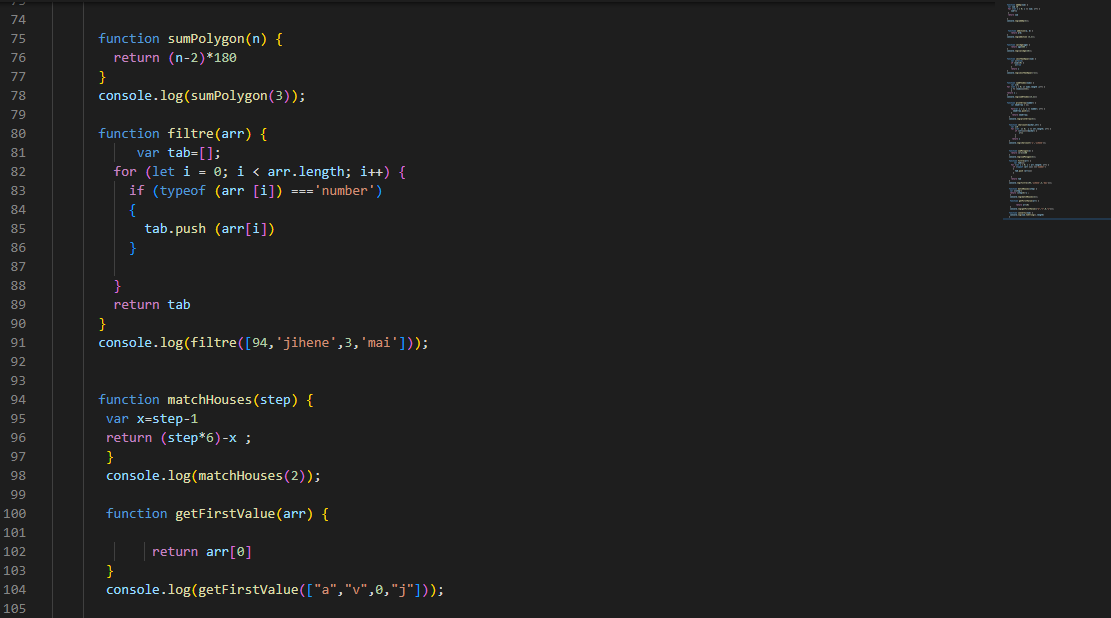 74
75 function sumPolygon(n) {
76 return (n-2)*180
77 }
78 console.log(sumPolygon(3));
79
80 function filtre(arr) {
81 var tab=[];
82 for (let i = 0; i < arr.length; i++) {
83 if (typeof (arr [i]) ==='number')
84 {
85 tab.push (arr[i])
86 }
87
88 }
89 return tab
90 }
91 console.log(filtre([94,'jihene',3,'mai']));
92
93
94 function matchHouses(step) {
95 var x=step-1
96 return (step*6)-x ;
97 }
98 console.log(matchHouses(2));
99
100 function getFirstValue(arr) {
101
102 return arr[0]
103 }
104 console.log(getFirstValue(["a","v",0,"j"]));
105